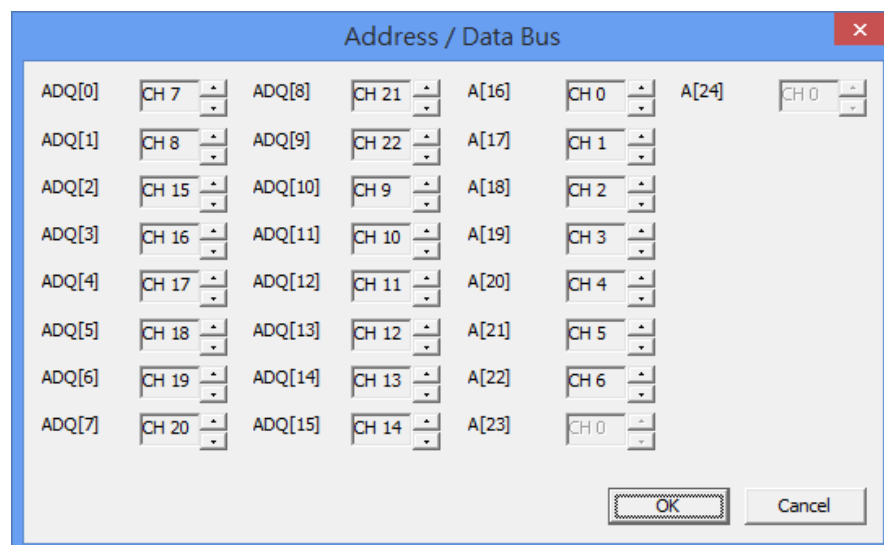 Address / Data Bus
×
ADQ[0] CH 7 ADQ[8] CH 21 A[16] CH 0 A[24] CH 0
ADQ[1] CH 8 ADQ[9] CH 22 A[17] CH 1
ADQ[2] CH 15 ADQ[10] CH 9 A[18] CH 2
ADQ[3] CH 16 ADQ[11] CH 10 A[19] CH 3
ADQ[4] CH 17 ADQ[12] CH 11 A[20] CH 4
ADQ[5] CH 18 ADQ[13] CH 12 A[21] CH 5
ADQ[6] CH 19 ADQ[14] CH 13 A[22] CH 6
ADQ[7] CH 20 ADQ[15] CH 14 A[23] CH 0
OK Cancel